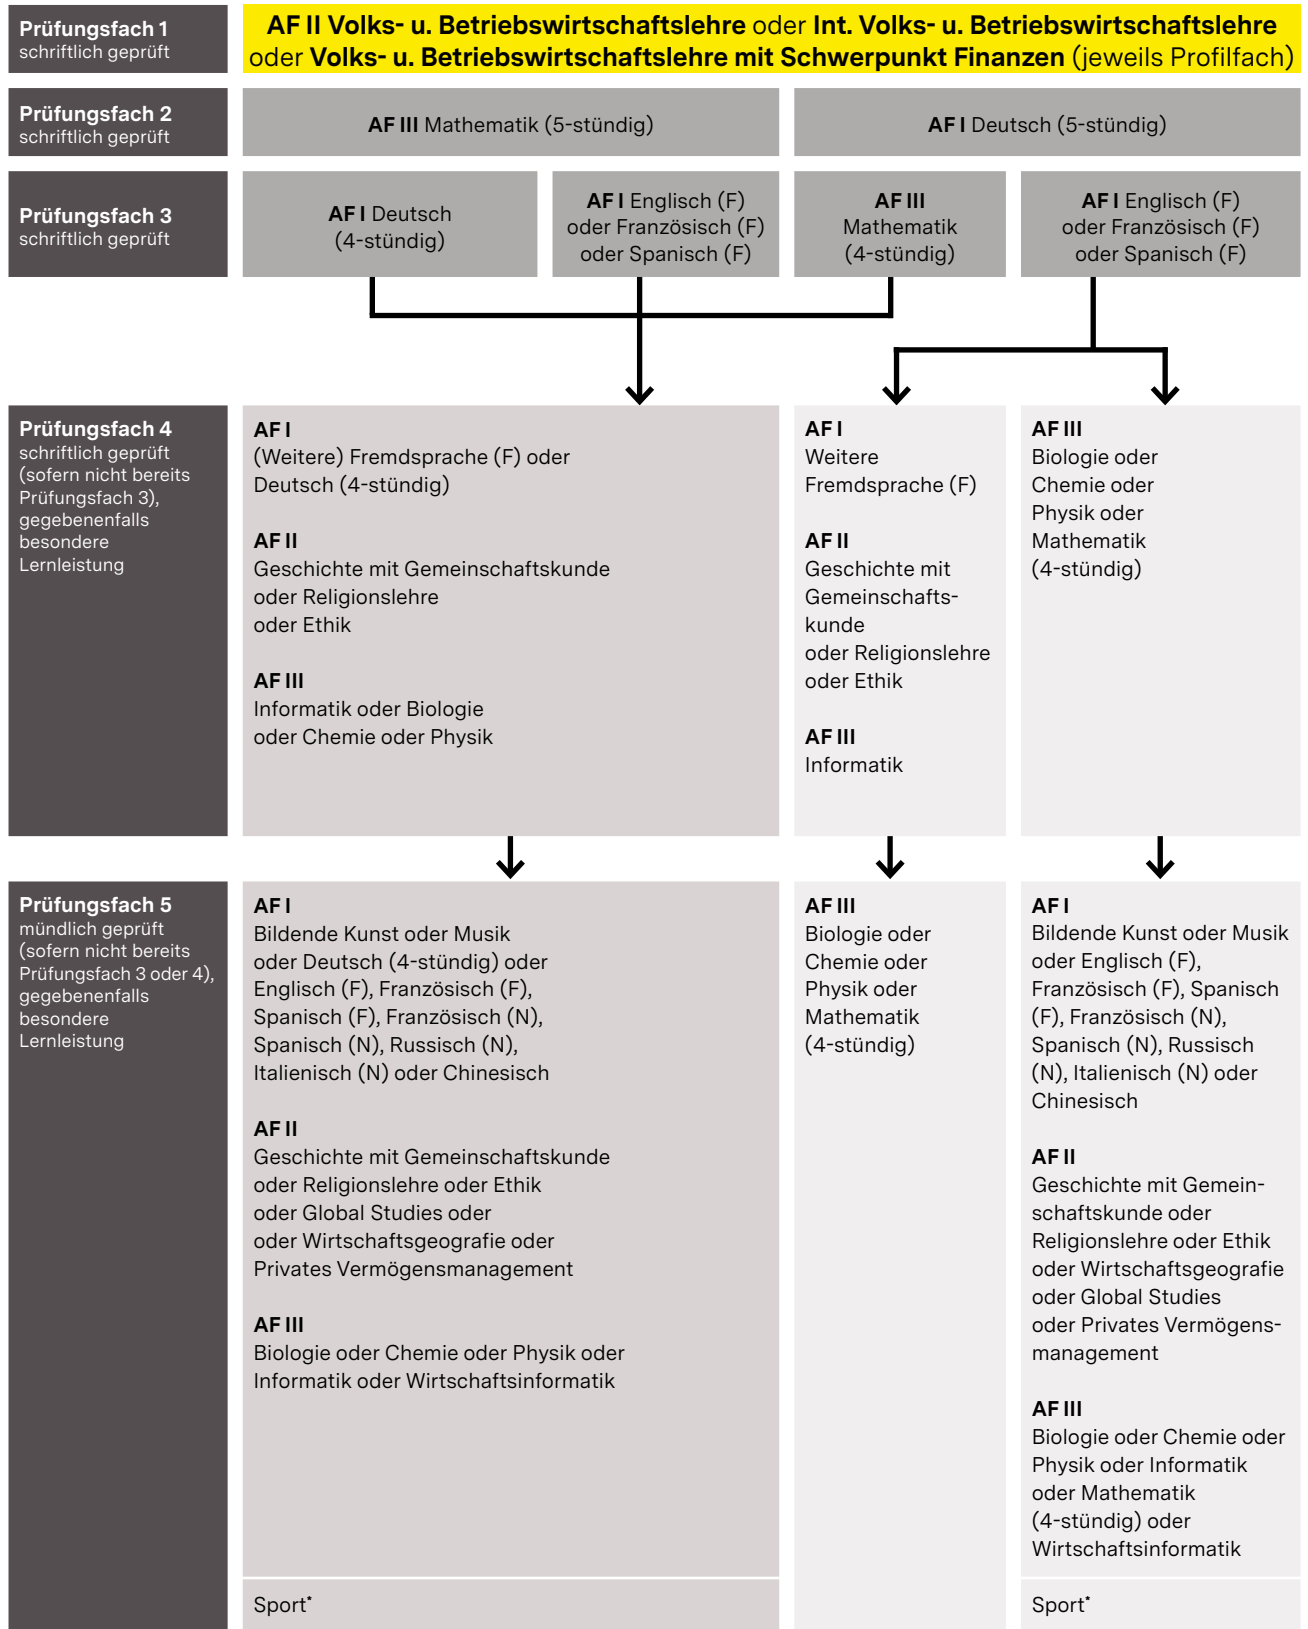 Prüfungsfach 1
schriftlich geprüft
AF II Volks- u. Betriebswirtschaftslehre oder Int. Volks- u. Betriebswirtschaftslehre
oder Volks- u. Betriebswirtschaftslehre mit Schwerpunkt Finanzen (jeweils Profilfach)
Prüfungsfach 2
schriftlich geprüft
AF III Mathematik (5-stündig)
AF I Deutsch (5-stündig)
Prüfungsfach 3
schriftlich geprüft
AF I Deutsch
(4-stündig)
AF I Englisch (F)
oder Französisch (F)
oder Spanisch (F)
AF III
Mathematik
(4-stündig)
AF I Englisch (F)
oder Französisch (F)
oder Spanisch (F)
Prüfungsfach 4
schriftlich geprüft
(sofern nicht bereits
Prüfungsfach 3),
gegebenenfalls
besondere
Lernleistung
AF I
(Weitere) Fremdsprache (F) oder
Deutsch (4-stündig)
AF II
Geschichte mit Gemeinschaftskunde
oder Religionslehre
oder Ethik
AF III
Informatik oder Biologie
oder Chemie oder Physik
AF I
Weitere
Fremdsprache (F)
AF II
Geschichte mit
Gemeinschafts-
kunde
oder Religionslehre
oder Ethik
AF III
Informatik
AF III
Biologie oder
Chemie oder
Physik oder
Mathematik
(4-stündig)
Prüfungsfach 5
mündlich geprüft
(sofern nicht bereits
Prüfungsfach 3 oder 4),
gegebenenfalls
besondere
Lernleistung
AF I
Bildende Kunst oder Musik
oder Deutsch (4-stündig) oder
Englisch (F), Französisch (F),
Spanisch (F), Französisch (N),
Spanisch (N), Russisch (N),
Italienisch (N) oder Chinesisch
AF II
Geschichte mit Gemeinschaftskunde
oder Religionslehre oder Ethik
oder Global Studies oder
oder Wirtschaftsgeografie oder
Privates Vermögensmanagement
AF III
Biologie oder Chemie oder Physik oder
Informatik oder Wirtschaftsinformatik
Sport*
AF III
Biologie oder
Chemie oder
Physik oder
Mathematik
(4-stündig)
AF I
Bildende Kunst oder Musik
oder Englisch (F),
Französisch (F), Spanisch
(F), Französisch (N),
Spanisch (N), Russisch
(N), Italienisch (N) oder
Chinesisch
AF II
Geschichte mit Gemein-
schaftskunde oder
Religionslehre oder Ethik
oder Wirtschaftsgeografie
oder Global Studies
oder Privates Vermögens-
management
AF III
Biologie oder Chemie oder
Physik oder Informatik
oder Mathematik
(4-stündig) oder
Wirtschaftsinformatik
Sport*